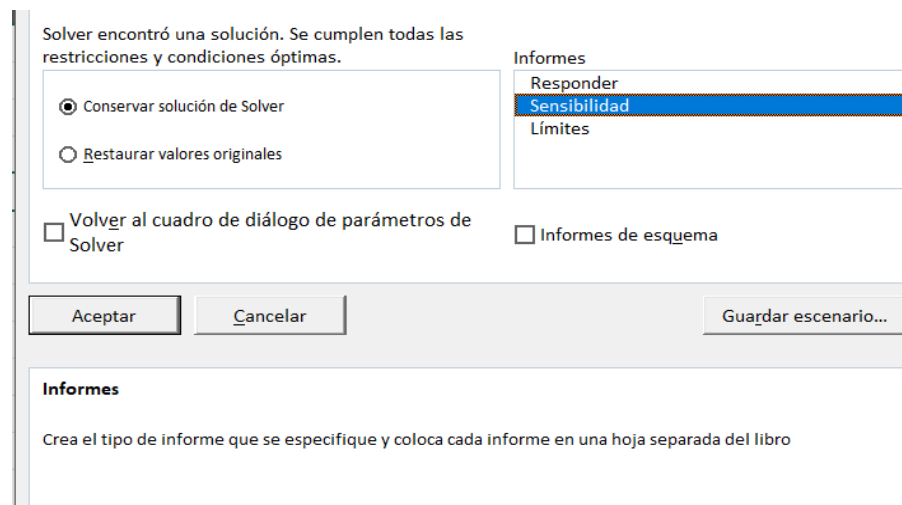 Solver encontró una solución. Se cumplen todas las
restricciones y condiciones óptimas.
Informes
Responder
Sensibilidad
Límites
Conservar solución de Solver
Restaurar valores originales
Volver al cuadro de diálogo de parámetros de
Solver
Informes de esquema
Aceptar
Cancelar
Guardar escenario...
Informes
Crea el tipo de informe que se especifique y coloca cada informe en una hoja separada del libro